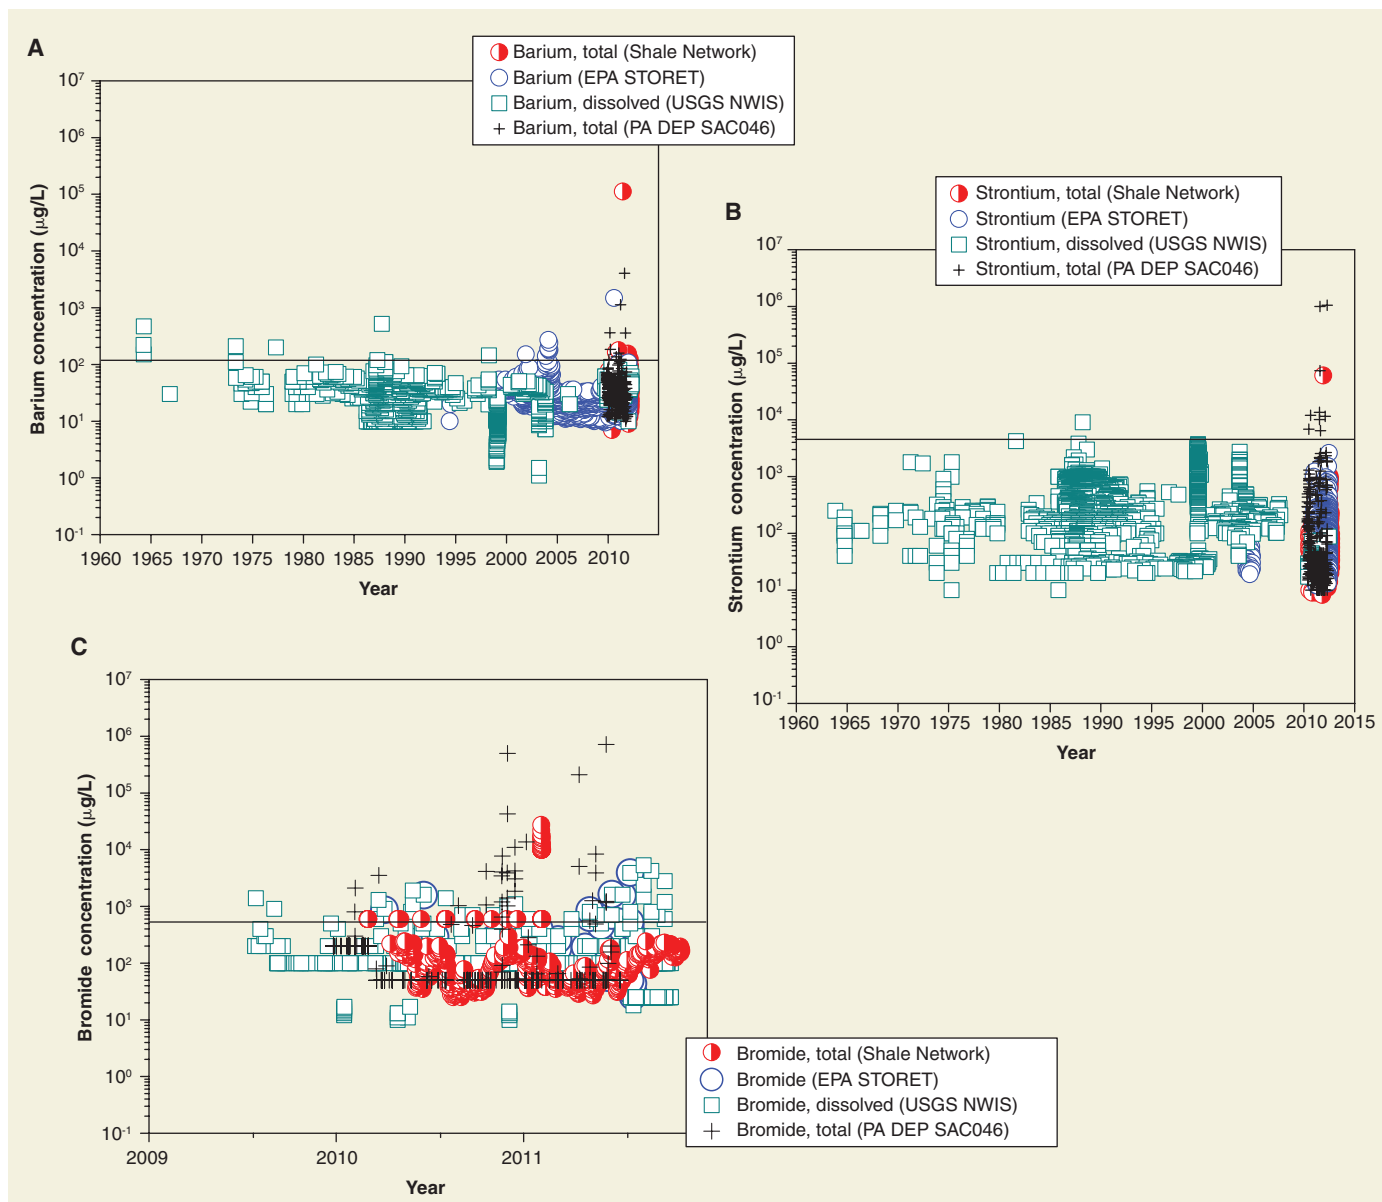 A
Barium, total (Shale Network)
Barium (EPA STORET)
Barium, dissolved (USGS NWIS)
Barium, total (PA DEP SAC046)
Barium concentration (µg/L)
10⁷
10⁶
10⁵
10⁴
10³
10²
10¹
10⁰
10⁻¹
1960 1965 1970 1975 1980 1985 1990 1995 2000 2005 2010
Year
B
Strontium, total (Shale Network)
Strontium (EPA STORET)
Strontium, dissolved (USGS NWIS)
Strontium, total (PA DEP SAC046)
Strontium concentration (µg/L)
10⁷
10⁶
10⁵
10⁴
10³
10²
10¹
10⁰
10⁻¹
1960 1965 1970 1975 1980 1985 1990 1995 2000 2005 2010 2015
Year
C
Bromide concentration (µg/L)
10⁷
10⁶
10⁵
10⁴
10³
10²
10¹
10⁰
10⁻¹
2009 2010 2011
Year
Bromide, total (Shale Network)
Bromide (EPA STORET)
Bromide, dissolved (USGS NWIS)
Bromide, total (PA DEP SAC046)